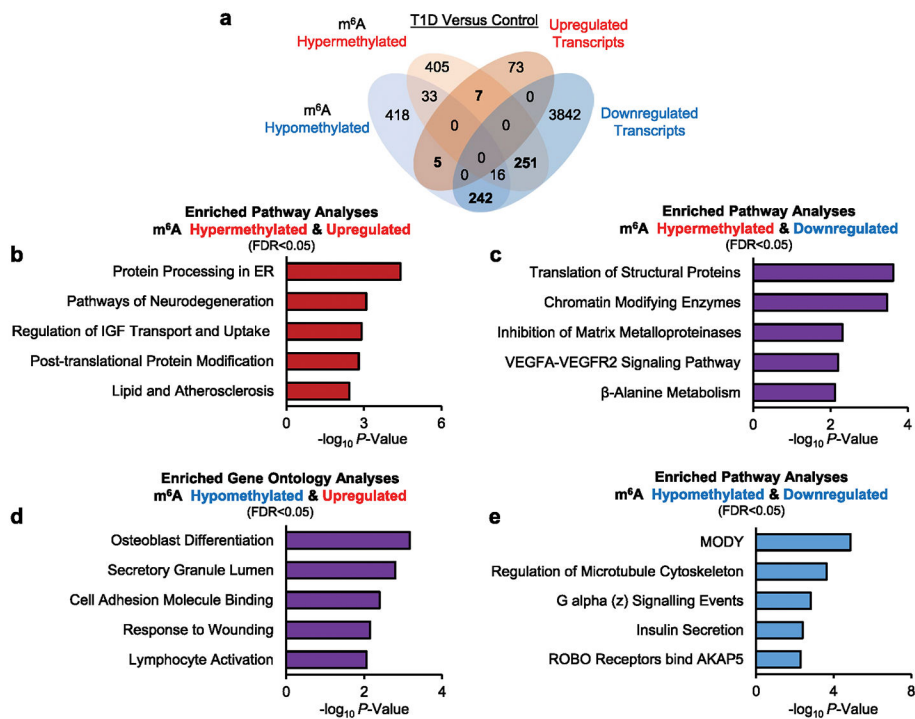 a
T1D Versus Control
m⁶A
Hypermethylated
Upregulated
Transcripts
m⁶A
Hypomethylated
Downregulated
Transcripts
405
73
33
7
0
418
3842
0
0
5
0
251
0
16
242
Enriched Pathway Analyses
m⁶A Hypermethylated & Upregulated
(FDR<0.05)
b
Protein Processing in ER
Pathways of Neurodegeneration
Regulation of IGF Transport and Uptake
Post-translational Protein Modification
Lipid and Atherosclerosis
0 3 6
-log₁₀ P-Value
Enriched Pathway Analyses
m⁶A Hypermethylated & Downregulated
(FDR<0.05)
c
Translation of Structural Proteins
Chromatin Modifying Enzymes
Inhibition of Matrix Metalloproteinases
VEGFA-VEGFR2 Signaling Pathway
β-Alanine Metabolism
0 2 4
-log₁₀ P-Value
Enriched Gene Ontology Analyses
m⁶A Hypomethylated & Upregulated
(FDR<0.05)
d
Osteoblast Differentiation
Secretory Granule Lumen
Cell Adhesion Molecule Binding
Response to Wounding
Lymphocyte Activation
0 2 4
-log₁₀ P-Value
Enriched Pathway Analyses
m⁶A Hypomethylated & Downregulated
(FDR<0.05)
e
MODY
Regulation of Microtubule Cytoskeleton
G alpha (z) Signalling Events
Insulin Secretion
ROBO Receptors bind AKAP5
0 4 8
-log₁₀ P-Value